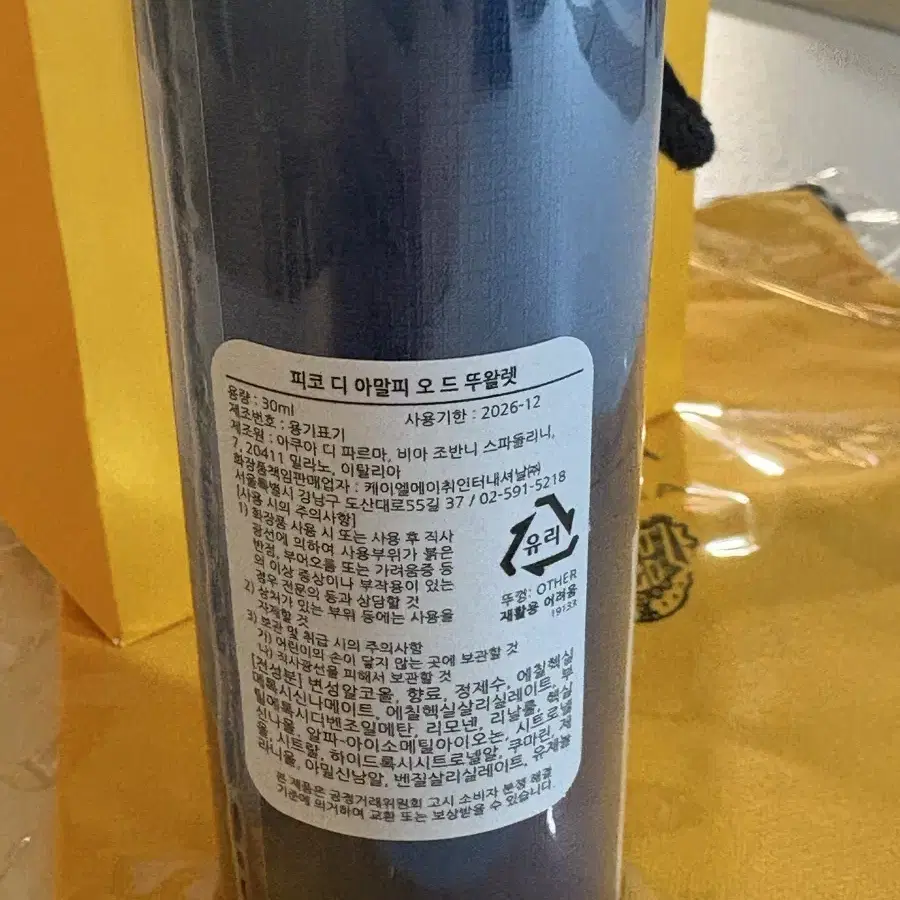 피코 디 아말피 오 드 뚜왈렛
용량 : 30ml
사용기한 : 2026-12
제조번호 : 용기표기
제조원 : 아쿠아 디 파르마, 비아 조반니 스파돌리니,
7, 20411 밀라노, 이탈리아
화장품책임판매업자 : 케이엘에이취인터내셔날㈜
서울특별시 강남구 도산대로55길 37 / 02-591-5218
[사용 시의 주의사항]
1) 화장품 사용 시 또는 사용 후 직사
광선에 의하여 사용부위가 붉은
반점, 부어오름 또는 가려움증 등
의 이상 증상이나 부작용이 있는
경우 전문의 등과 상담할 것
2) 상처가 있는 부위 등에는 사용을
자제할 것
3) 보관 및 취급 시의 주의사항
가) 어린이의 손이 닿지 않는 곳에 보관할 것
나) 직사광선을 피해서 보관할 것
유리
뚜껑: OTHER
재활용 어려움
19133
[전성분] 변성알코올, 향료, 정제수, 에칠헥실
메톡시신나메이트, 에칠헥실살리실레이트, 부
틸메톡시디벤조일메탄, 리모넨, 리날룰, 헥실
신나몰, 알파-아이소메틸아이오논, 시트로넬
올, 시트랄, 하이드록시시트로넬알, 쿠마린, 제
라니올, 아밀신남알, 벤질살리실레이트, 유제놀
본 제품은 공정거래위원회 고시 소비자 분쟁 해결
기준에 의거하여 교환 또는 보상받을 수 있습니다.